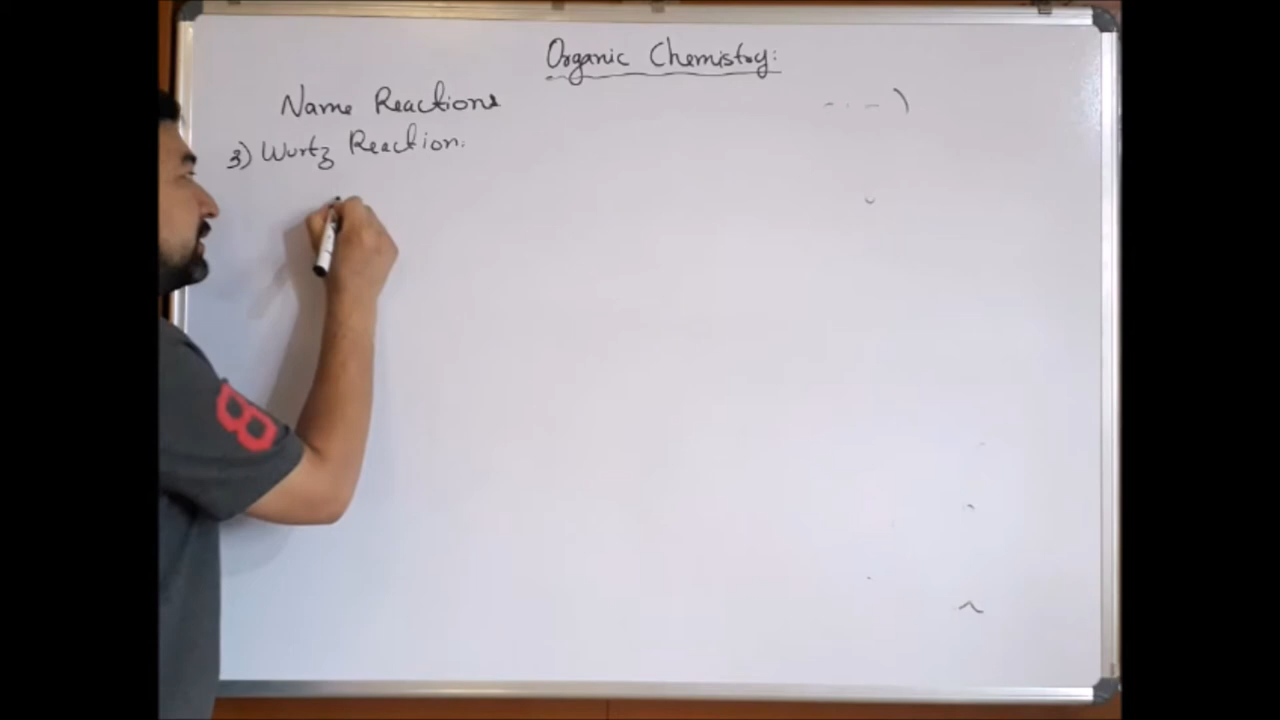 Organic Chemistry:
Name Reactions
3) Wurtz Reaction.
B